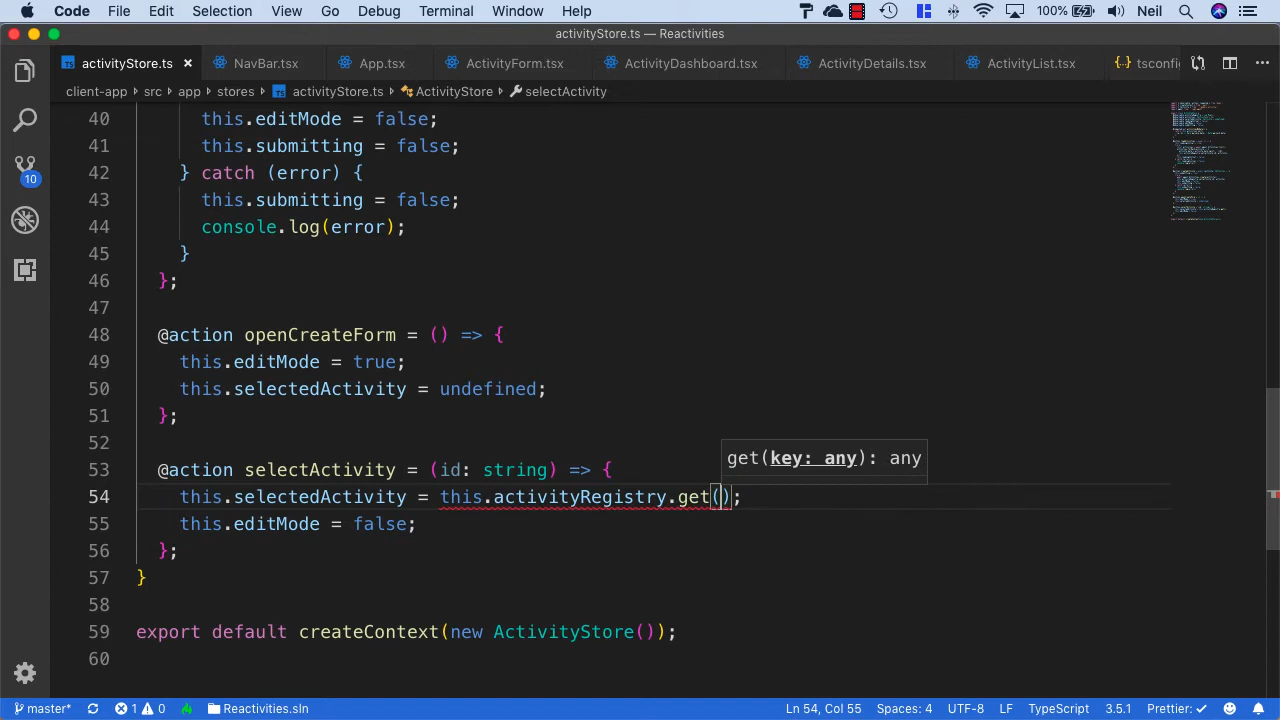 Code File Edit Selection View Go Debug Terminal Window Help 100% Neil
activityStore.ts — Reactivities
activityStore.ts × NavBar.tsx App.tsx ActivityForm.tsx ActivityDashboard.tsx ActivityDetails.tsx ActivityList.tsx {} tsconfig ...
client-app › src › app › stores › activityStore.ts › ActivityStore › selectActivity
40 this.editMode = false;
41 this.submitting = false;
42 } catch (error) {
43 this.submitting = false;
44 console.log(error);
45 }
46 };
47
48 @action openCreateForm = () => {
49 this.editMode = true;
50 this.selectedActivity = undefined;
51 };
52
get(key: any): any
53 @action selectActivity = (id: string) => {
54 this.selectedActivity = this.activityRegistry.get();
55 this.editMode = false;
56 };
57 }
58
59 export default createContext(new ActivityStore());
60
10
master* 1 0 Reactivities.sln Ln 54, Col 55 Spaces: 4 UTF-8 LF TypeScript 3.5.1 Prettier: ✓